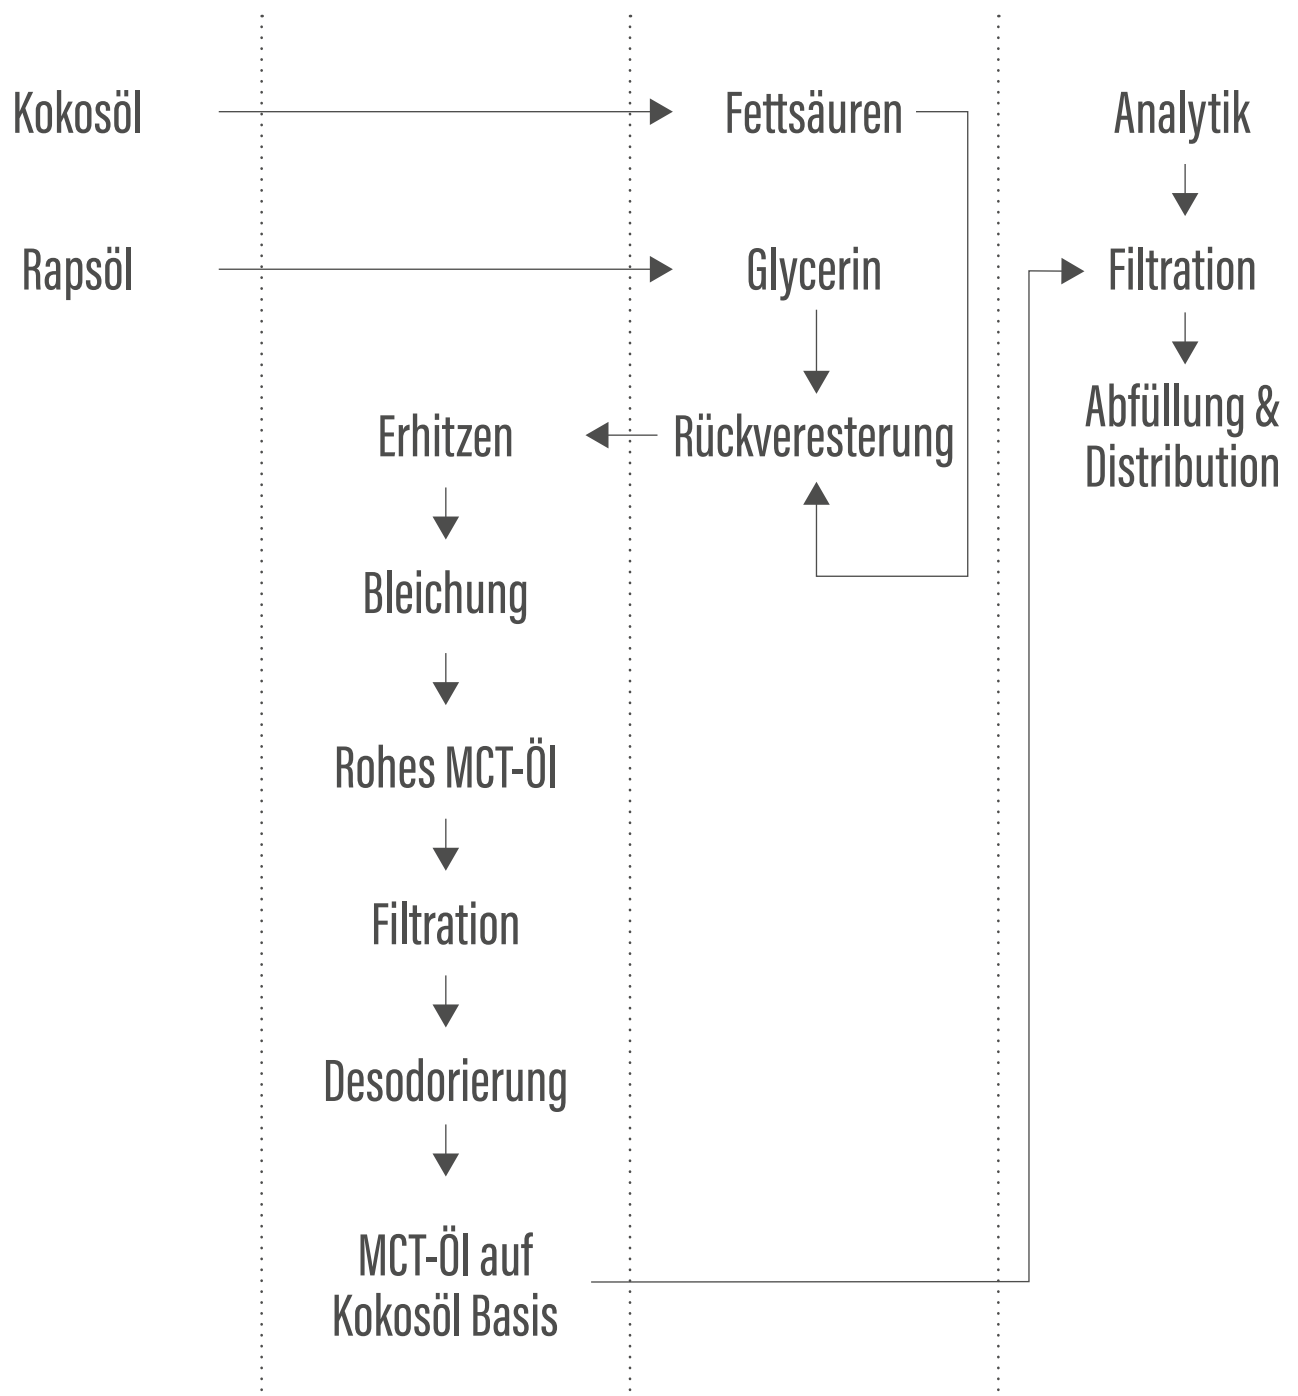 Kokosöl
Fettsäuren
Analytik
Rapsöl
Glycerin
Filtration
Erhitzen
Rückveresterung
Abfüllung &
Distribution
Bleichung
Rohes MCT-Öl
Filtration
Desodorierung
MCT-Öl auf
Kokosöl Basis